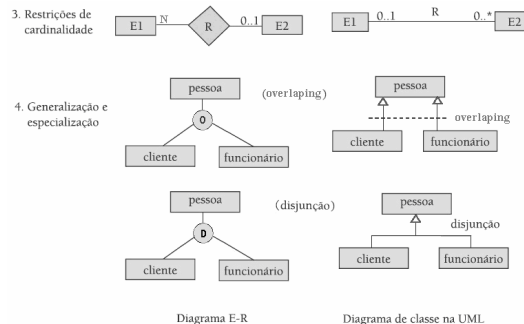 3. Restrições de
cardinalidade
E1 N R 0..1 E2
E1 0..1 R 0..* E2
4. Generalização e
especialização
pessoa
(overlaping)
O
cliente funcionário
pessoa
overlaping
cliente funcionário
pessoa
(disjunção)
D
cliente funcionário
pessoa
disjunção
cliente funcionário
Diagrama E-R
Diagrama de classe na UML